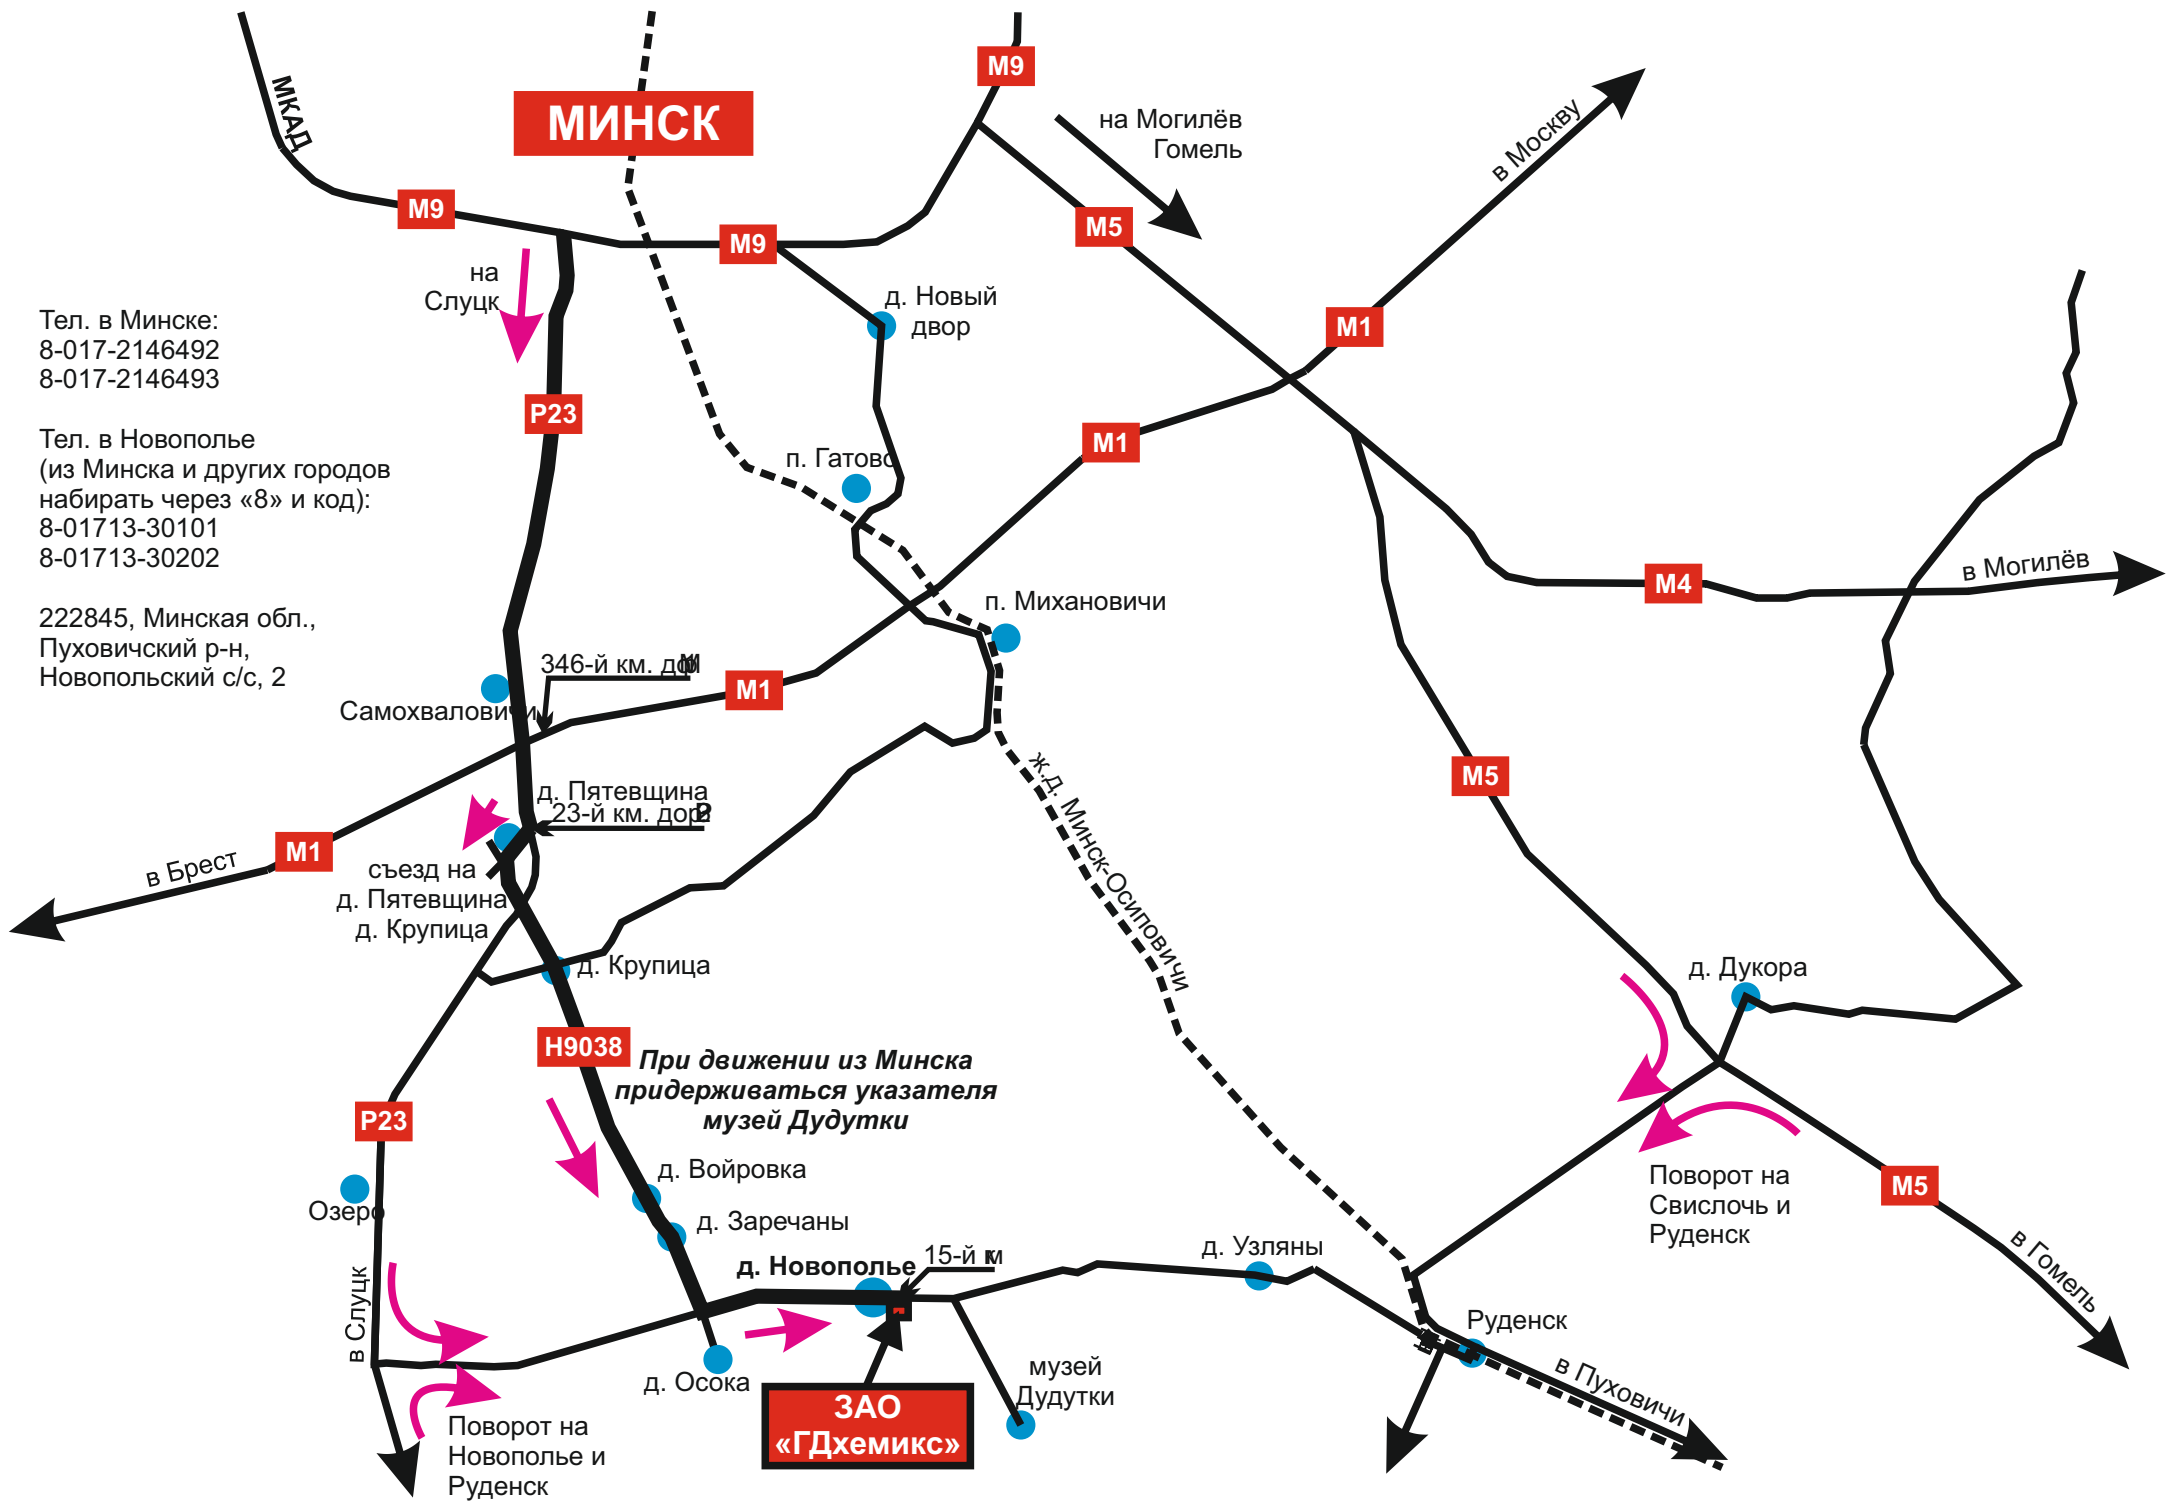 МКАД
МИНСК
М9
на Могилёв
Гомель
в Москву
М9
М9
М5
на
Слуцк
д. Новый
двор
М1
Тел. в Минске:
8-017-2146492
8-017-2146493
Р23
М1
Тел. в Новополье
(из Минска и других городов
набирать через «8» и код):
8-01713-30101
8-01713-30202
п. Гатово
М4
в Могилёв
п. Михановичи
222845, Минская обл.,
Пуховичский р-н,
Новопольский с/с, 2
346-й км.
М1
Самохваловичи
ж.д. Минск-Осиповичи
М5
д. Пятевщина
23-й км.
М1
в Брест
съезд на
д. Пятевщина
д. Крупица
д. Крупица
д. Дукора
Н9038
При движении из Минска
придерживаться указателя
музей Дудутки
Р23
д. Войровка
Озеро
д. Заречаны
Поворот на
Свислочь и
Руденск
М5
в Гомель
д. Новополье
15-й
д. Узляны
в Слуцк
Руденск
д. Осока
музей
Дудутки
в Пуховичи
ЗАО
«ГДхемикс»
Поворот на
Новополье и
Руденск